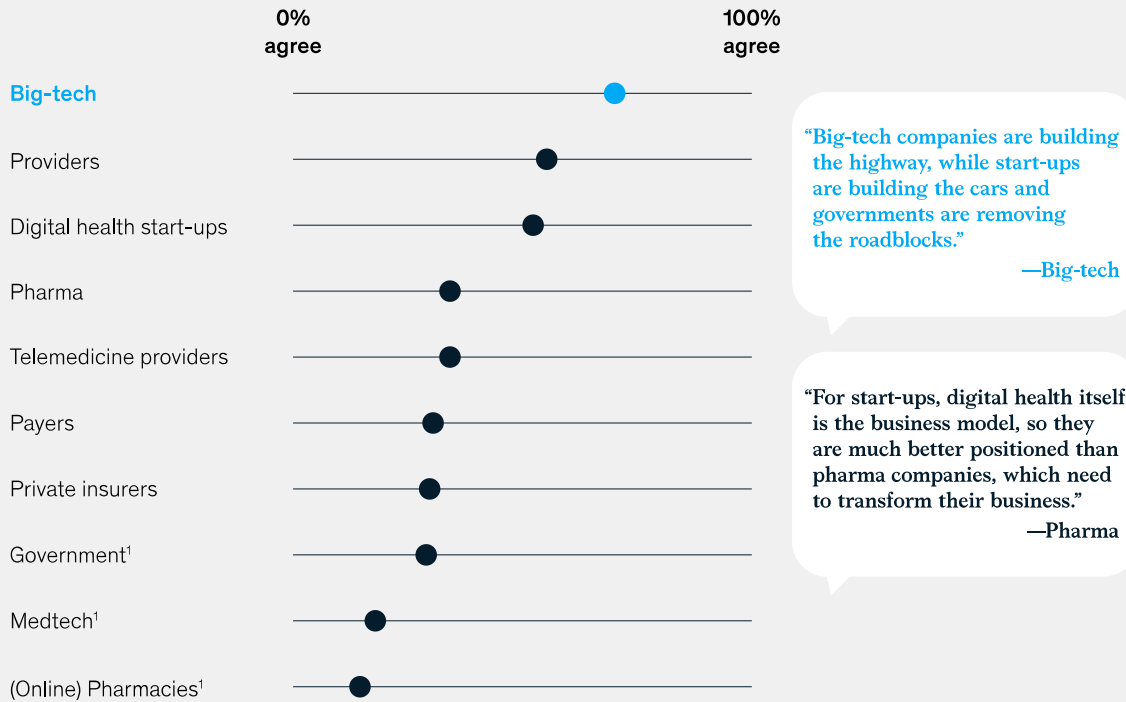 0%
agree
100%
agree
Big-tech
Providers
Digital health start-ups
Pharma
Telemedicine providers
Payers
Private insurers
Government¹
Medtech¹
(Online) Pharmacies¹
“Big-tech companies are building
the highway, while start-ups
are building the cars and
governments are removing
the roadblocks.”
—Big-tech
“For start-ups, digital health itself
is the business model, so they
are much better positioned than
pharma companies, which need
to transform their business.”
—Pharma